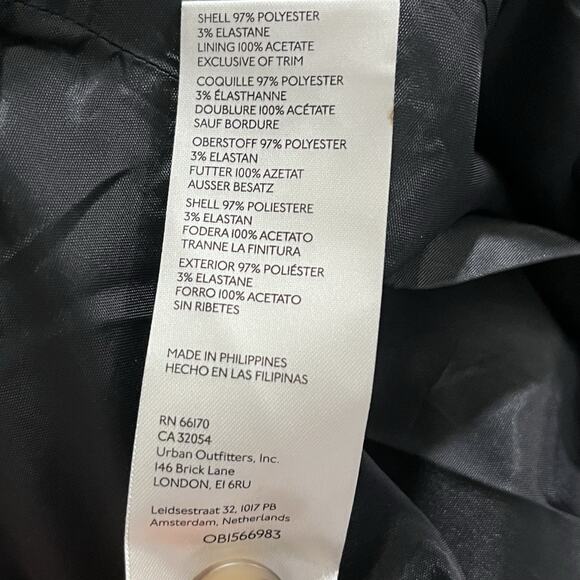 SHELL 97% POLYESTER
3% ELASTANE
LINING 100% ACETATE
EXCLUSIVE OF TRIM
COQUILLE 97% POLYESTER
3% ÉLASTHANNE
DOUBLURE 100% ACÉTATE
SAUF BORDURE
OBERSTOFF 97% POLYESTER
3% ELASTAN
FUTTER 100% AZETAT
AUSSER BESATZ
SHELL 97% POLIESTERE
3% ELASTAN
FODERA 100% ACETATO
TRANNE LA FINITURA
EXTERIOR 97% POLIÉSTER
3% ELASTANE
FORRO 100% ACETATO
SIN RIBETES
MADE IN PHILIPPINES
HECHO EN LAS FILIPINAS
RN 66170
CA 32054
Urban Outfitters, Inc.
146 Brick Lane
LONDON, E1 6RU
Leidsestraat 32, 1017 PB
Amsterdam, Netherlands
OB1566983